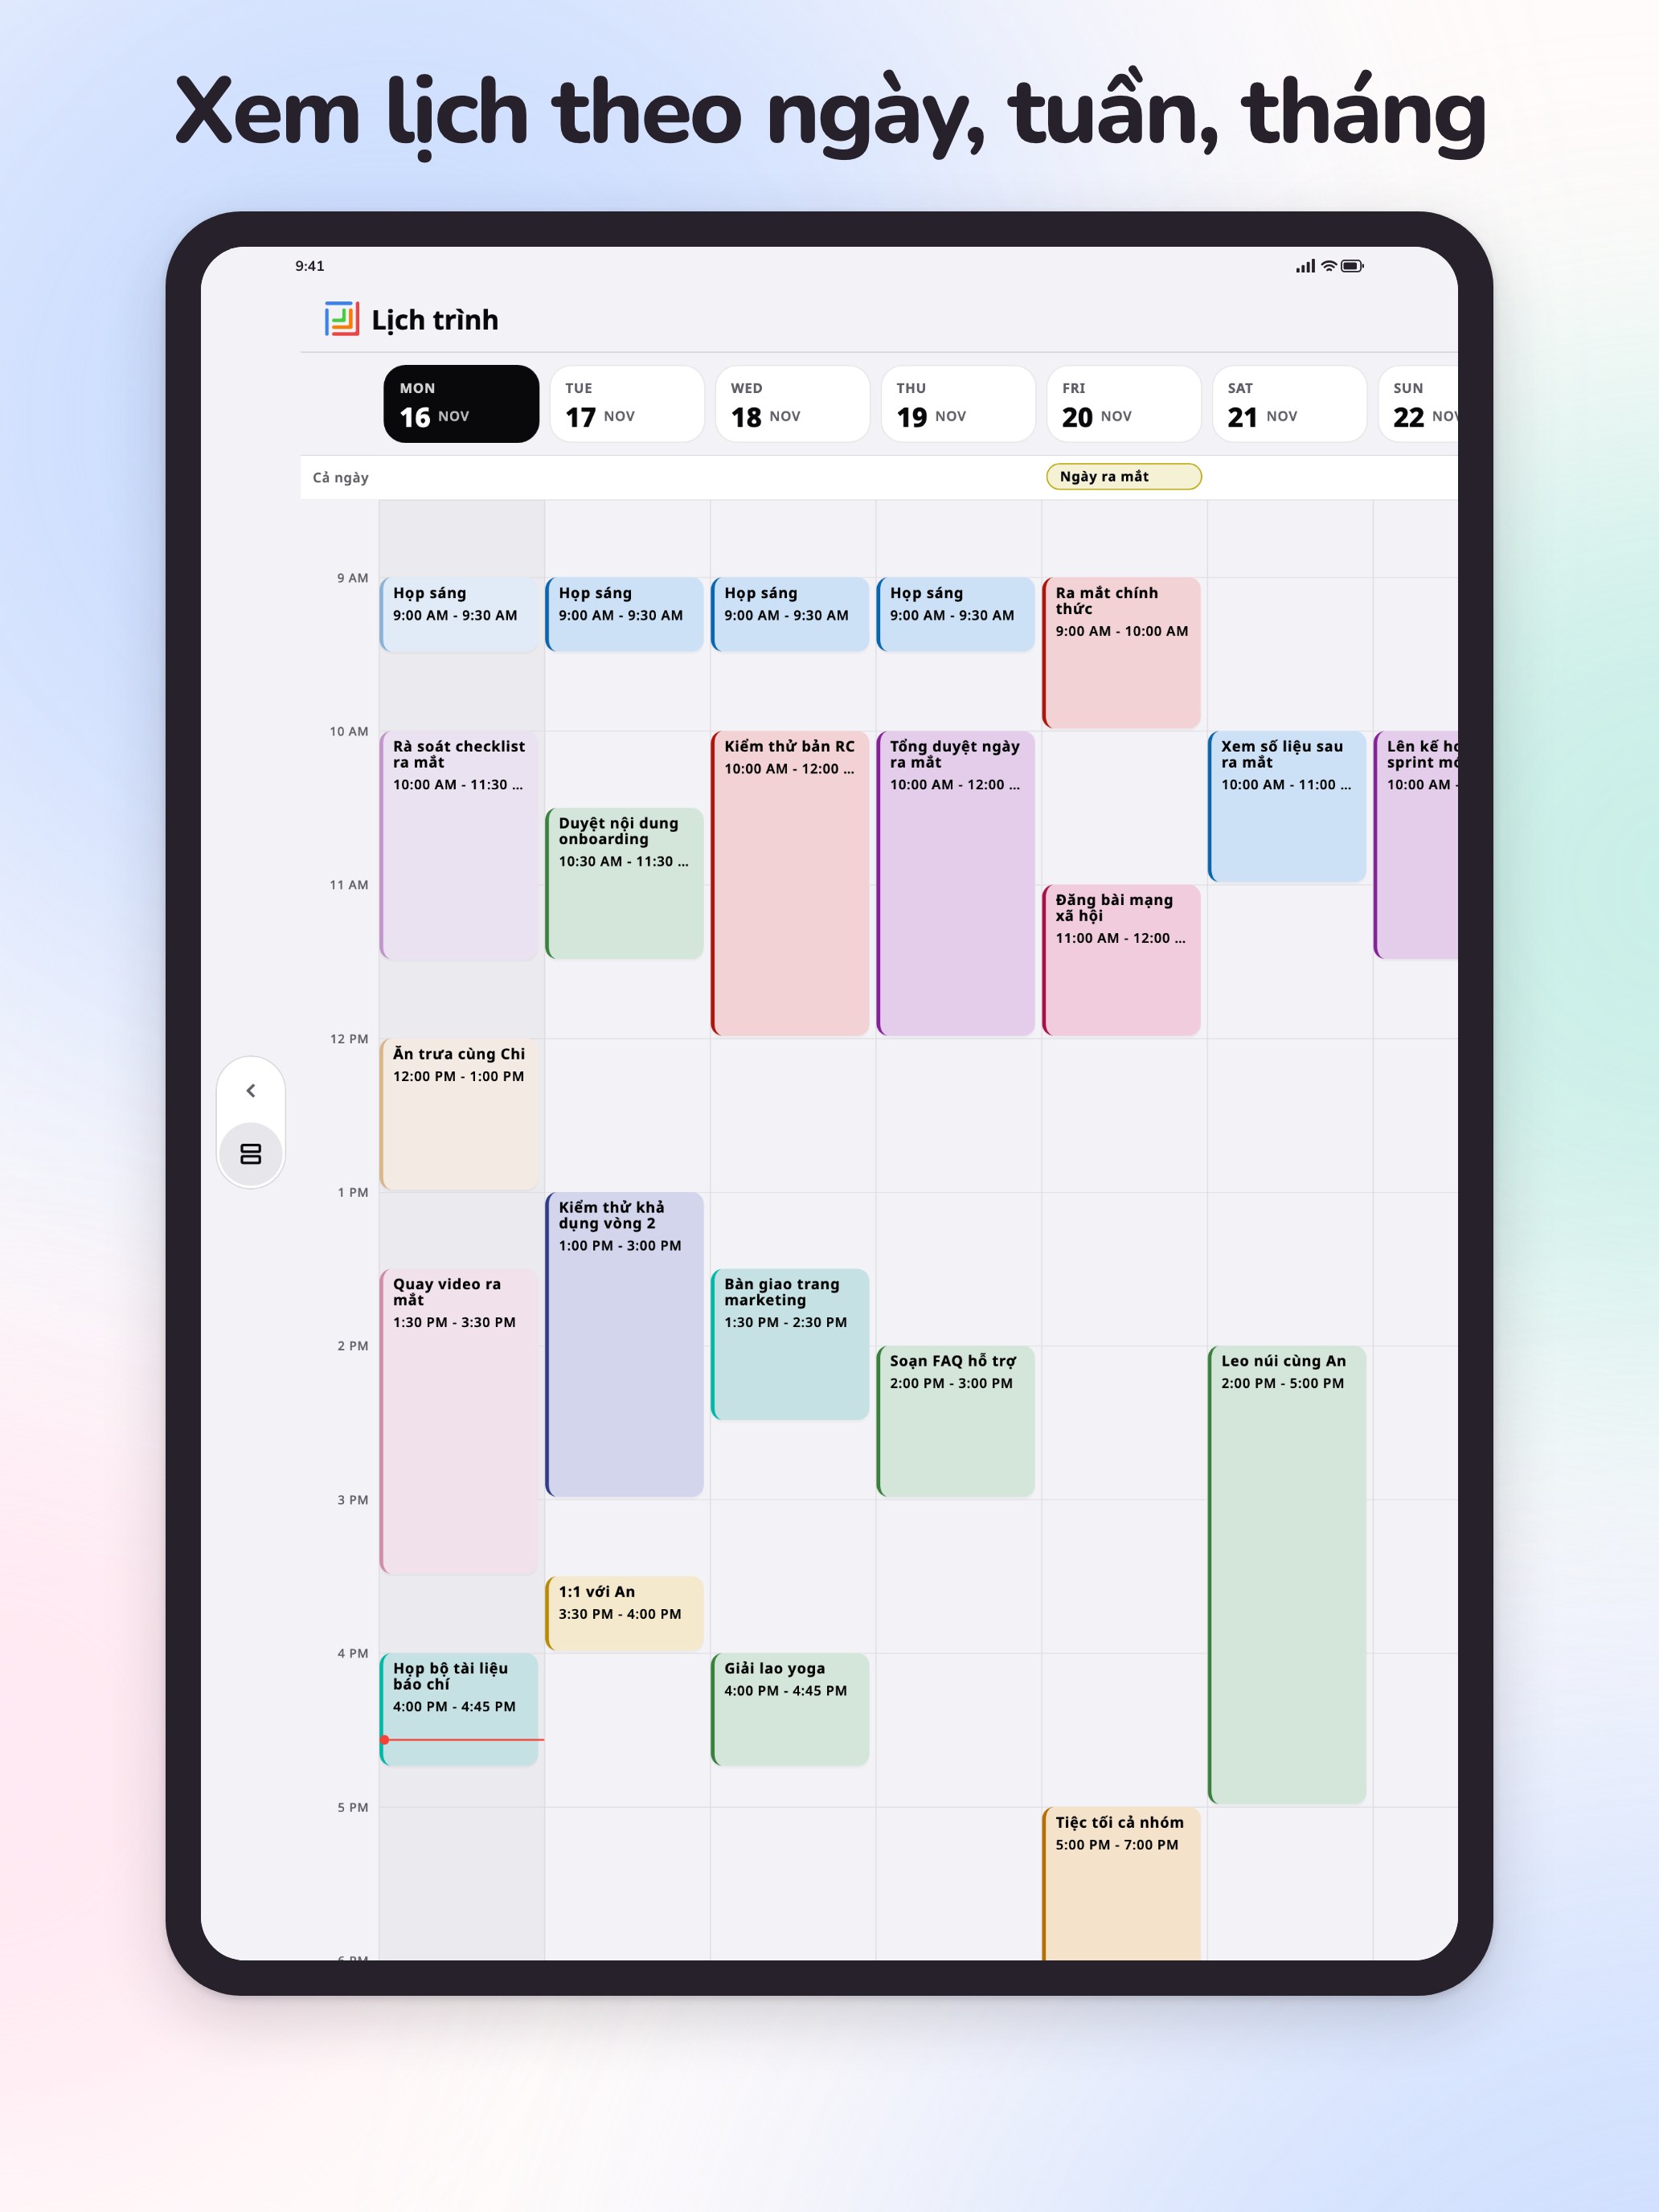 Xem lịch theo ngày, tuần, tháng
9:41
Lịch trình
MON
16 NOV
TUE
17 NOV
WED
18 NOV
THU
19 NOV
FRI
20 NOV
SAT
21 NOV
SUN
22 NOV
Cả ngày
Ngày ra mắt
9 AM
10 AM
11 AM
12 PM
1 PM
2 PM
3 PM
4 PM
5 PM
Họp sáng
9:00 AM - 9:30 AM
Rà soát checklist
ra mắt
10:00 AM - 11:30 ...
Ăn trưa cùng Chi
12:00 PM - 1:00 PM
Quay video ra
mắt
1:30 PM - 3:30 PM
Họp bộ tài liệu
báo chí
4:00 PM - 4:45 PM
Họp sáng
9:00 AM - 9:30 AM
Duyệt nội dung
onboarding
10:30 AM - 11:30 ...
Kiểm thử khả
dụng vòng 2
1:00 PM - 3:00 PM
1:1 với An
3:30 PM - 4:00 PM
Họp sáng
9:00 AM - 9:30 AM
Kiểm thử bản RC
10:00 AM - 12:00 ...
Bàn giao trang
marketing
1:30 PM - 2:30 PM
Giải lao yoga
4:00 PM - 4:45 PM
Họp sáng
9:00 AM - 9:30 AM
Tổng duyệt ngày
ra mắt
10:00 AM - 12:00 ...
Soạn FAQ hỗ trợ
2:00 PM - 3:00 PM
Ra mắt chính
thức
9:00 AM - 10:00 AM
Đăng bài mạng
xã hội
11:00 AM - 12:00 ...
Tiệc tối cả nhóm
5:00 PM - 7:00 PM
Xem số liệu sau
ra mắt
10:00 AM - 11:00 ...
Leo núi cùng An
2:00 PM - 5:00 PM
Lên kế
sprint
10:00 AM -